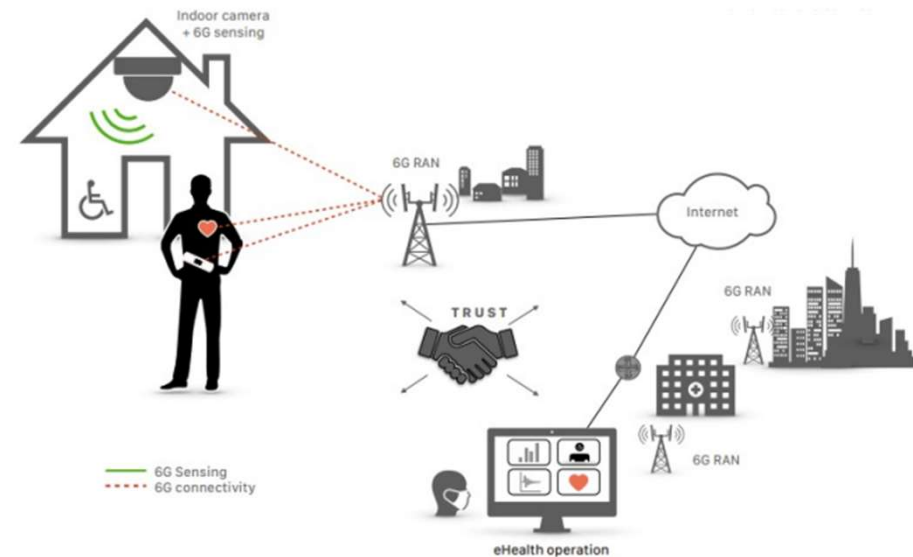 Indoor camera
+ 6G sensing
6G RAN
Internet
6G RAN
TRUST
6G RAN
6G Sensing
6G connectivity
eHealth operation